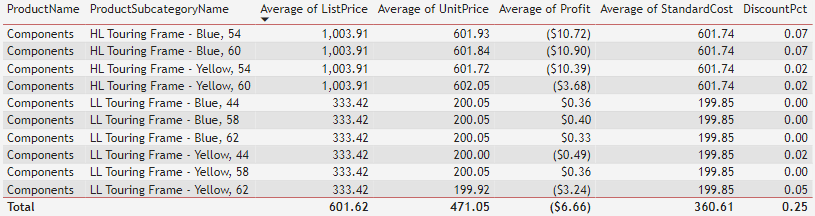 ProductName ProductSubcategoryName Average of ListPrice Average of UnitPrice Average of Profit Average of StandardCost DiscountPct
Components HL Touring Frame - Blue, 54 1,003.91 601.93 ($10.72) 601.74 0.07
Components HL Touring Frame - Blue, 60 1,003.91 601.84 ($10.90) 601.74 0.07
Components HL Touring Frame - Yellow, 54 1,003.91 601.72 ($10.39) 601.74 0.02
Components HL Touring Frame - Yellow, 60 1,003.91 602.05 ($3.68) 601.74 0.02
Components LL Touring Frame - Blue, 44 333.42 200.05 $0.36 199.85 0.00
Components LL Touring Frame - Blue, 58 333.42 200.05 $0.40 199.85 0.00
Components LL Touring Frame - Blue, 62 333.42 200.05 $0.33 199.85 0.00
Components LL Touring Frame - Yellow, 44 333.42 200.00 ($0.49) 199.85 0.02
Components LL Touring Frame - Yellow, 58 333.42 200.05 $0.36 199.85 0.00
Components LL Touring Frame - Yellow, 62 333.42 199.92 ($3.24) 199.85 0.05
Total 601.62 471.05 ($6.66) 360.61 0.25